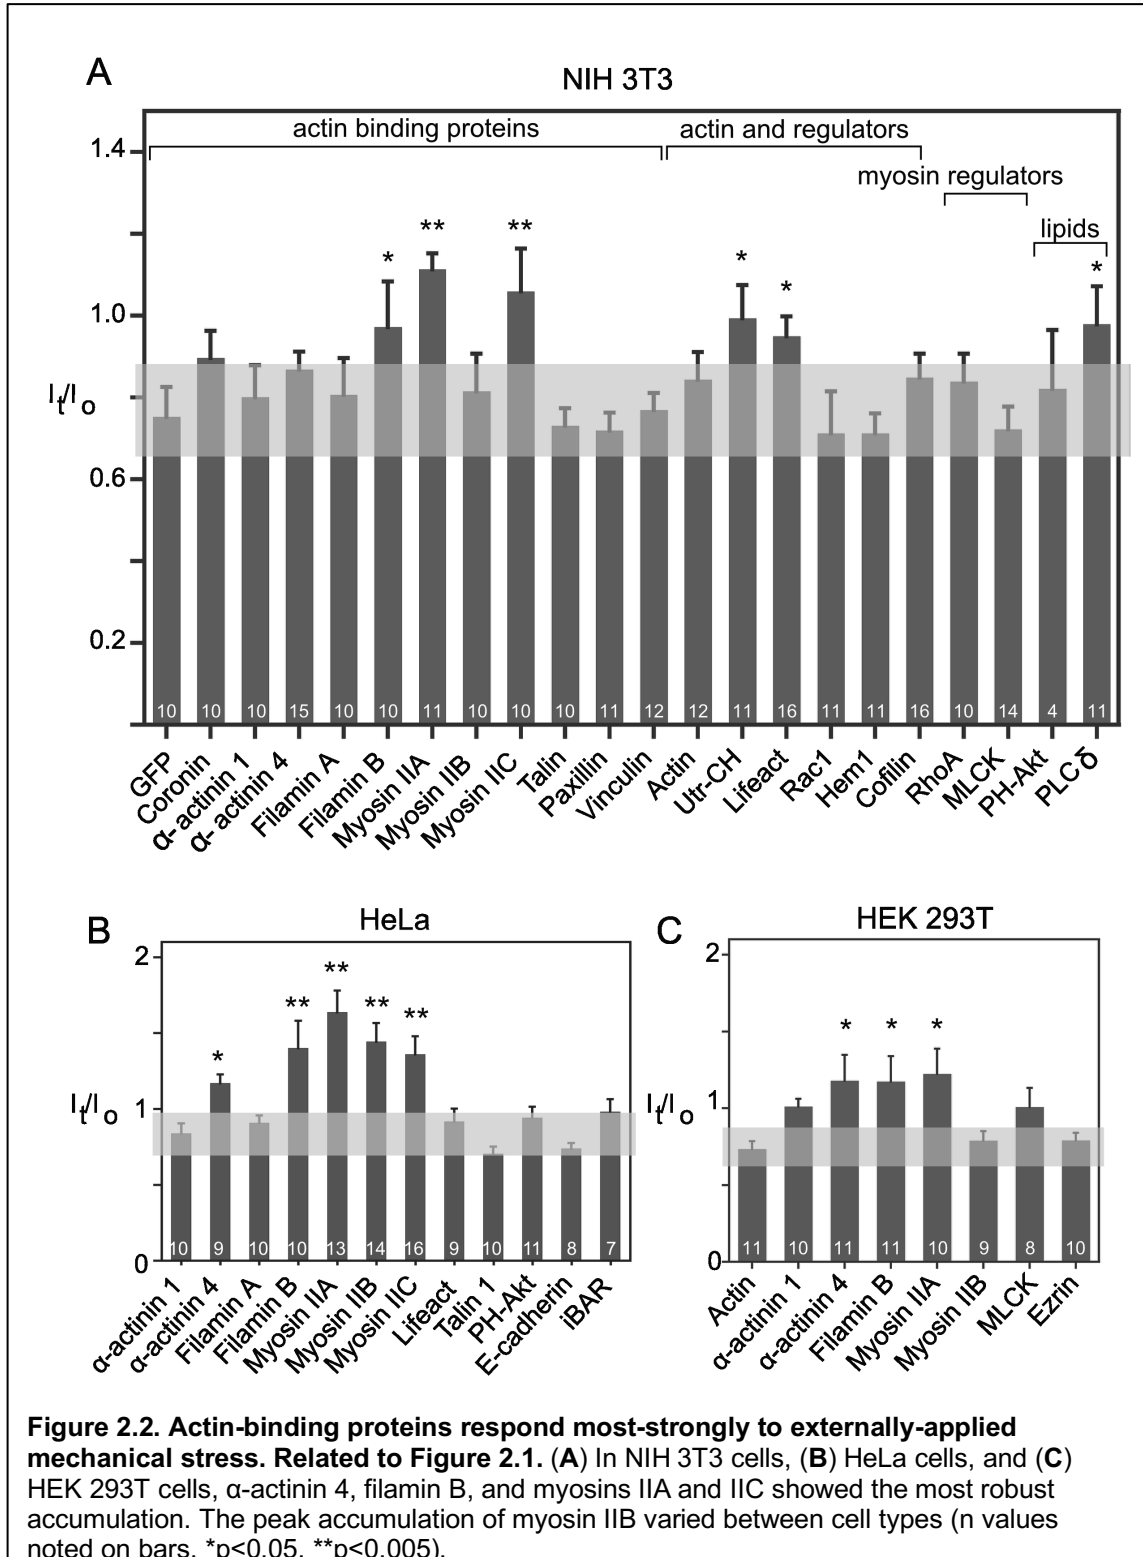 A
NIH 3T3
actin binding proteins
actin and regulators
myosin regulators
lipids
1.4
1.0
0.6
0.2
It/Io
* ** ** * * *
10 10 10 15 10 10 11 10 10 10 11 12 12 11 16 11 11 16 10 14 4 11
GFP
Coronin
α- actinin 1
α- actinin 4
Filamin A
Filamin B
Myosin IIA
Myosin IIB
Myosin IIC
Talin
Paxillin
Vinculin
Actin
Utr-CH
Lifeact
Rac1
Hem1
Cofilin
RhoA
MLCK
PH-Akt
PLC δ
B
HeLa
2
1
0
It/Io
* ** ** ** **
10 9 10 10 13 14 16 9 10 11 8 7
α-actinin 1
α-actinin 4
Filamin A
Filamin B
Myosin IIA
Myosin IIB
Myosin IIC
Lifeact
Talin 1
PH-Akt
E-cadherin
iBAR
C
HEK 293T
2
1
0
It/Io
* * *
11 10 11 11 10 9 8 10
Actin
α-actinin 1
α-actinin 4
Filamin B
Myosin IIA
Myosin IIB
MLCK
Ezrin
Figure 2.2. Actin-binding proteins respond most-strongly to externally-applied
mechanical stress. Related to Figure 2.1. (A) In NIH 3T3 cells, (B) HeLa cells, and (C)
HEK 293T cells, α-actinin 4, filamin B, and myosins IIA and IIC showed the most robust
accumulation. The peak accumulation of myosin IIB varied between cell types (n values
noted on bars, *p<0.05, **p<0.005).